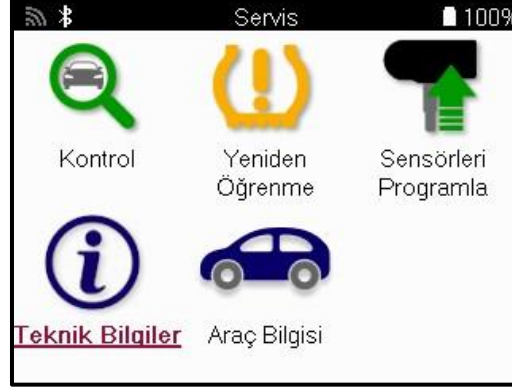 Servis
100%
Kontrol
Yeniden
Öğrenme
Sensörleri
Programla
Teknik Bilgiler
Araç Bilgisi